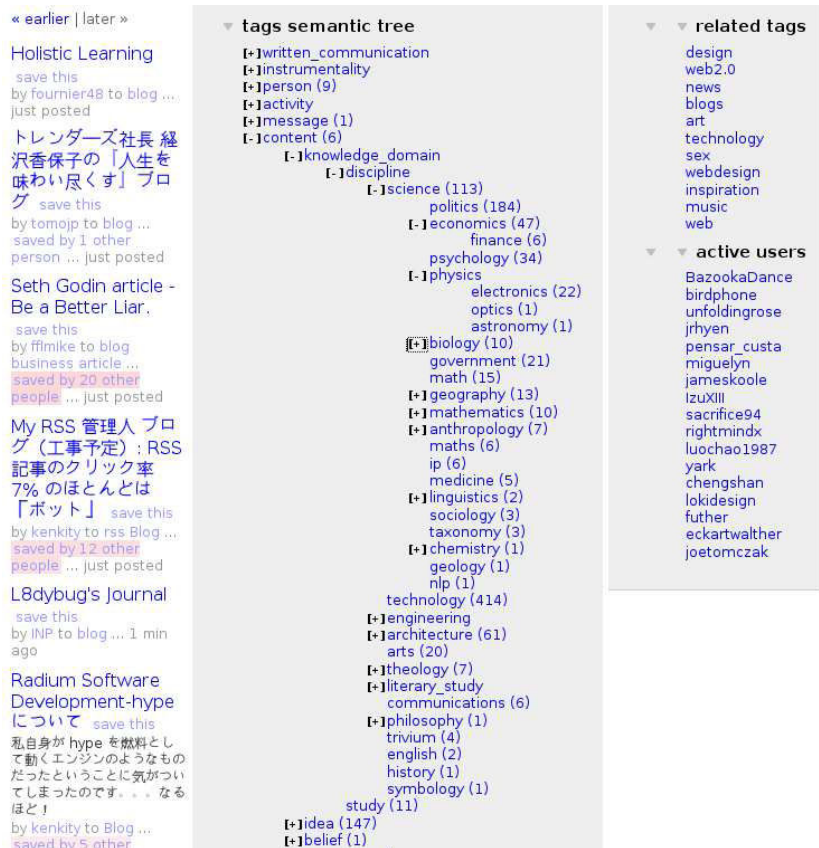 « earlier | later »
Holistic Learning
save this
by fournier48 to blog ...
just posted
トレンダーズ社長 経
沢香保子の「人生を
味わい尽くす」ブロ
グ save this
by tomojp to blog ...
saved by 1 other
person ... just posted
Seth Godin article -
Be a Better Liar.
save this
by fflmike to blog
business article ...
saved by 20 other
people ... just posted
My RSS 管理人 ブロ
グ（工事予定）: RSS
記事のクリック率
7% のほとんどは
「ボット」 save this
by kenkity to rss Blog ...
saved by 12 other
people ... just posted
L8dybug's Journal
save this
by INP to blog ... 1 min
ago
Radium Software
Development-hype
について save this
私自身が hype を燃料とし
て動くエンジンのようなもの
だったということに気がつい
てしまったのです。。。なる
ほど！
by kenkity to Blog ...
saved by 5 other
tags semantic tree
[+]written_communication
[+]instrumentality
[+]person (9)
[+]activity
[+]message (1)
[-]content (6)
[-]knowledge_domain
[-]discipline
[-]science (113)
politics (184)
[-]economics (47)
finance (6)
psychology (34)
[-]physics
electronics (22)
optics (1)
astronomy (1)
[+]biology (10)
government (21)
math (15)
[+]geography (13)
[+]mathematics (10)
[+]anthropology (7)
maths (6)
ip (6)
medicine (5)
[+]linguistics (2)
sociology (3)
taxonomy (3)
[+]chemistry (1)
geology (1)
nlp (1)
technology (414)
[+]engineering
[+]architecture (61)
arts (20)
[+]theology (7)
[+]literary_study
communications (6)
[+]philosophy (1)
trivium (4)
english (2)
history (1)
symbology (1)
study (11)
[+]idea (147)
[+]belief (1)
related tags
design
web2.0
news
blogs
art
technology
sex
webdesign
inspiration
music
web
active users
BazookaDance
birdphone
unfoldingrose
jrhyen
pensar_custa
miguelyn
jameskoole
IzuXIII
sacrifice94
rightmindx
luochao1987
yark
chengshan
lokidesign
futher
eckartwalther
joetomczak